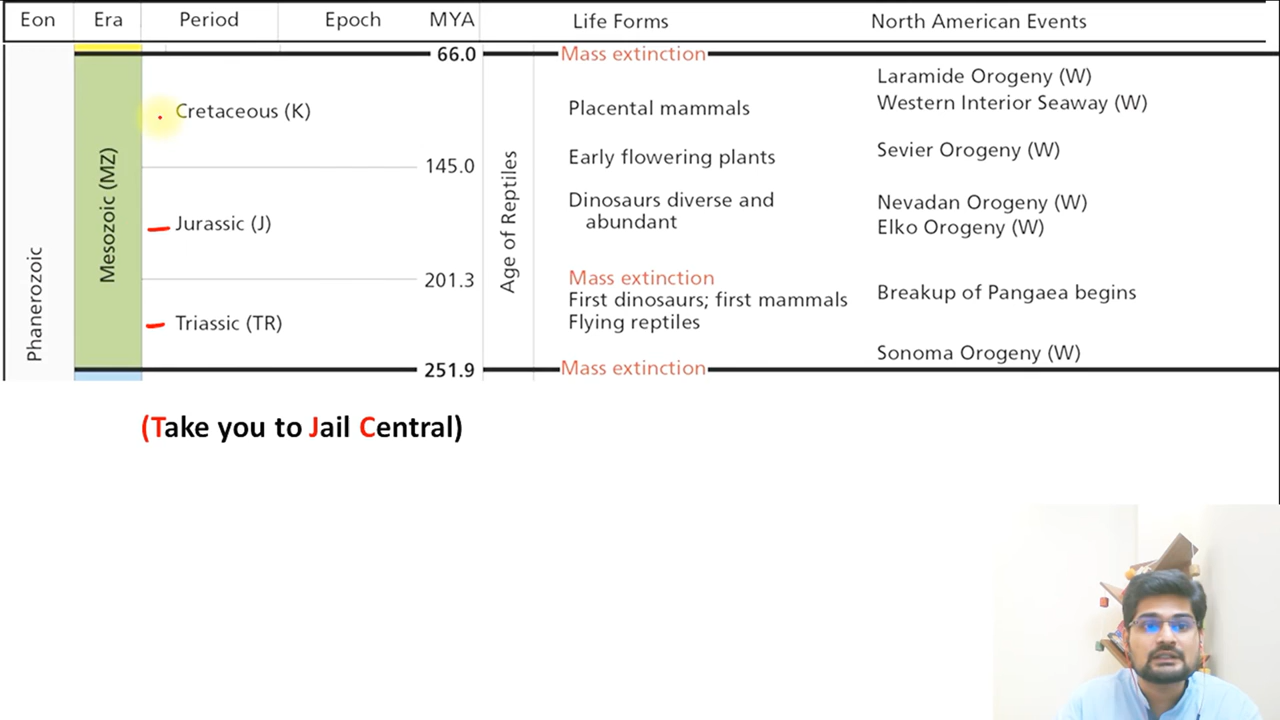 Eon Era Period Epoch MYA Life Forms North American Events
66.0 Mass extinction
Laramide Orogeny (W)
Cretaceous (K) Placental mammals Western Interior Seaway (W)
145.0 Early flowering plants Sevier Orogeny (W)
Dinosaurs diverse and Nevadan Orogeny (W)
Jurassic (J) abundant Elko Orogeny (W)
201.3 Mass extinction
First dinosaurs; first mammals Breakup of Pangaea begins
Triassic (TR) Flying reptiles
Sonoma Orogeny (W)
251.9 Mass extinction
Phanerozoic
Mesozoic (MZ)
Age of Reptiles
(Take you to Jail Central)